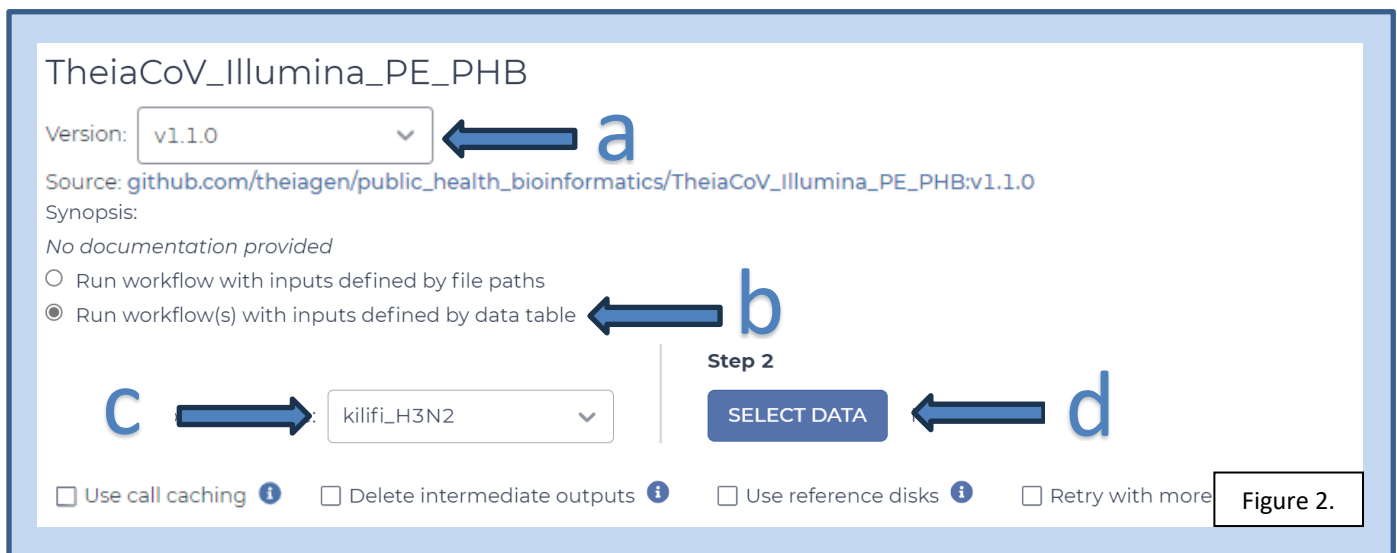 TheiaCoV_Illumina_PE_PHB
Version: v1.1.0 a
Source: github.com/theiagen/public_health_bioinformatics/TheiaCoV_Illumina_PE_PHB:v1.1.0
Synopsis:
No documentation provided
Run workflow with inputs defined by file paths
Run workflow(s) with inputs defined by data table b
Step 2
c : kilifi_H3N2 SELECT DATA d
Use call caching Delete intermediate outputs Use reference disks Retry with more Figure 2.